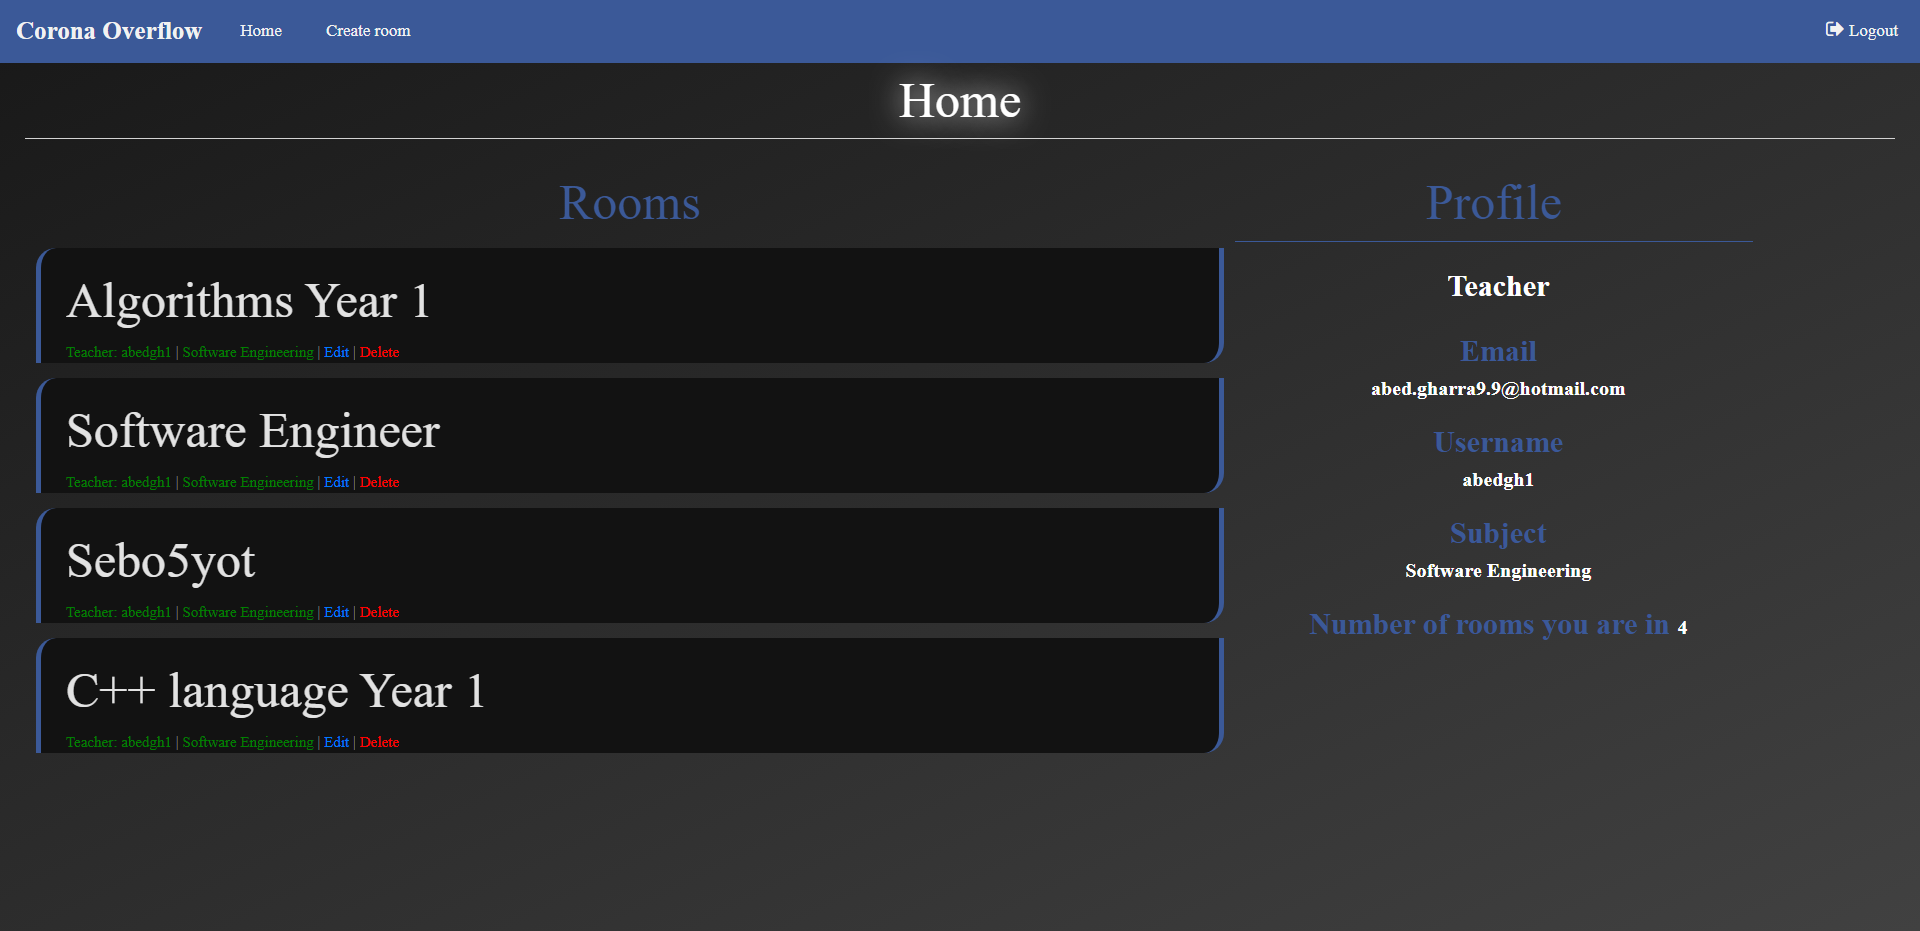 Corona Overflow Home Create room Logout
Home
Rooms
Algorithms Year 1
Teacher: abedgh1 | Software Engineering | Edit | Delete
Software Engineer
Teacher: abedgh1 | Software Engineering | Edit | Delete
Sebo5yot
Teacher: abedgh1 | Software Engineering | Edit | Delete
C++ language Year 1
Teacher: abedgh1 | Software Engineering | Edit | Delete
Profile
Teacher
Email
abed.gharra9.9@hotmail.com
Username
abedgh1
Subject
Software Engineering
Number of rooms you are in 4